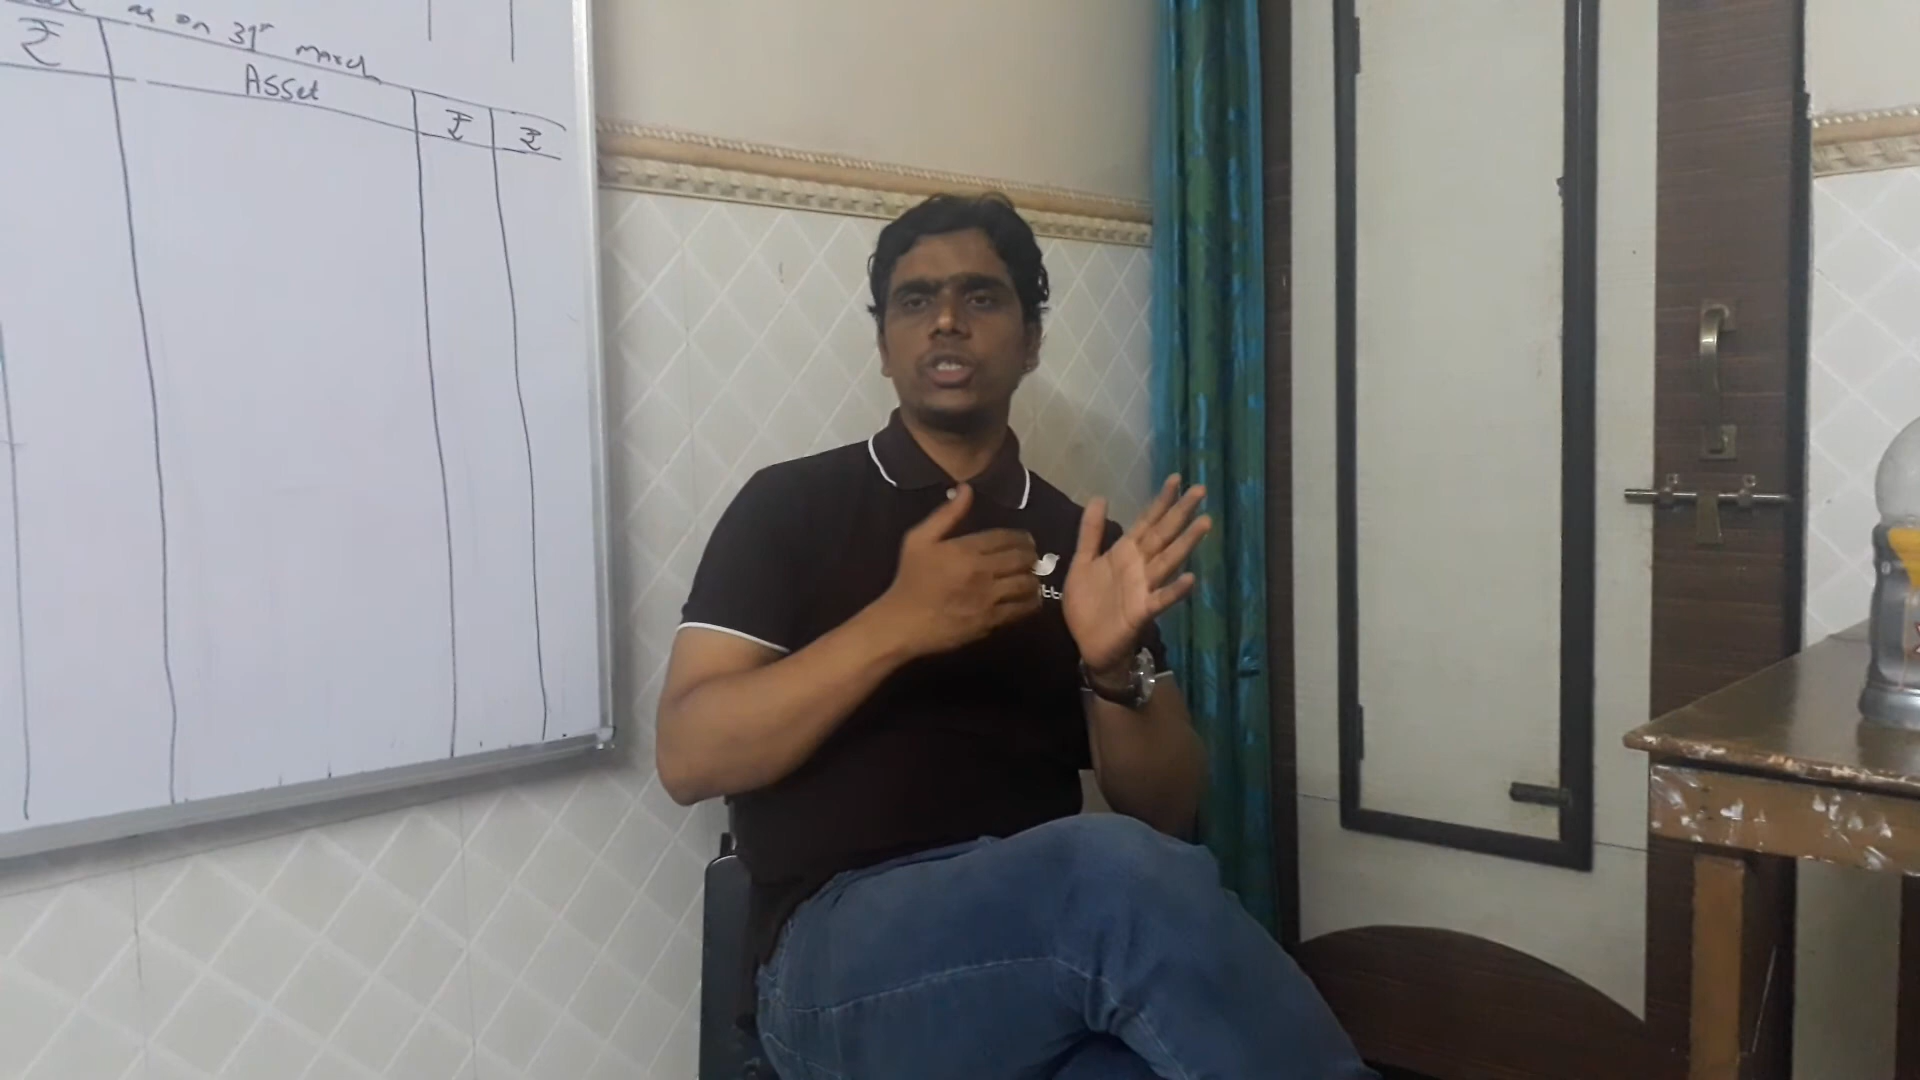 as on 31st March
₹ Asset ₹ ₹